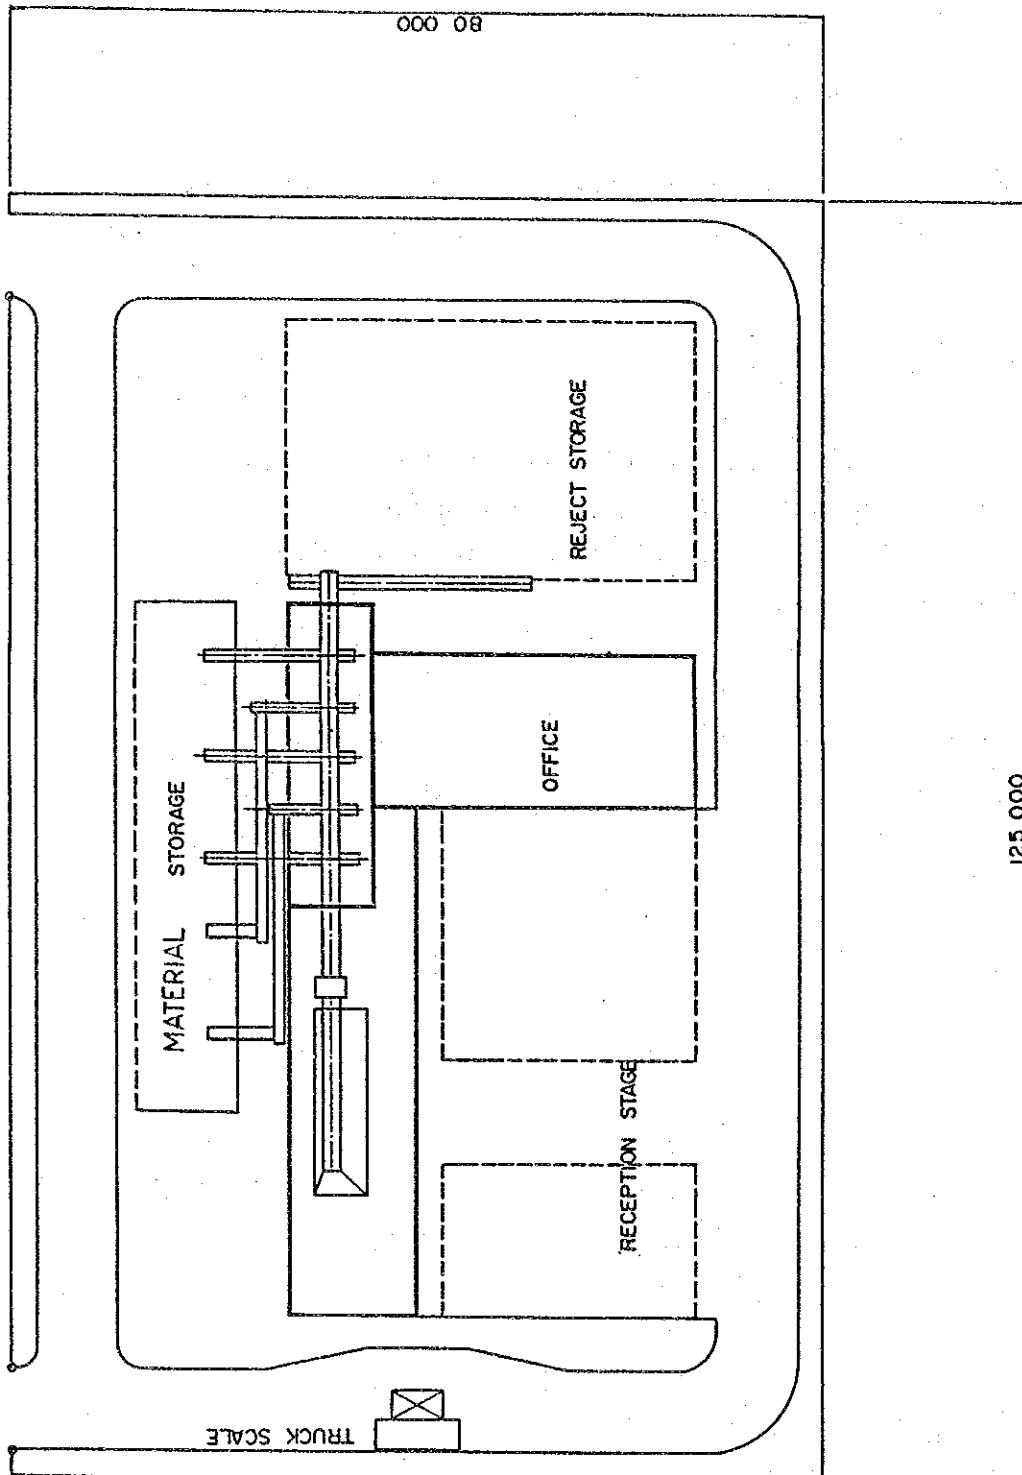 80 000
REJECT STORAGE
MATERIAL STORAGE
OFFICE
125 000
RECEPTION STAGE
TRUCK SCALE